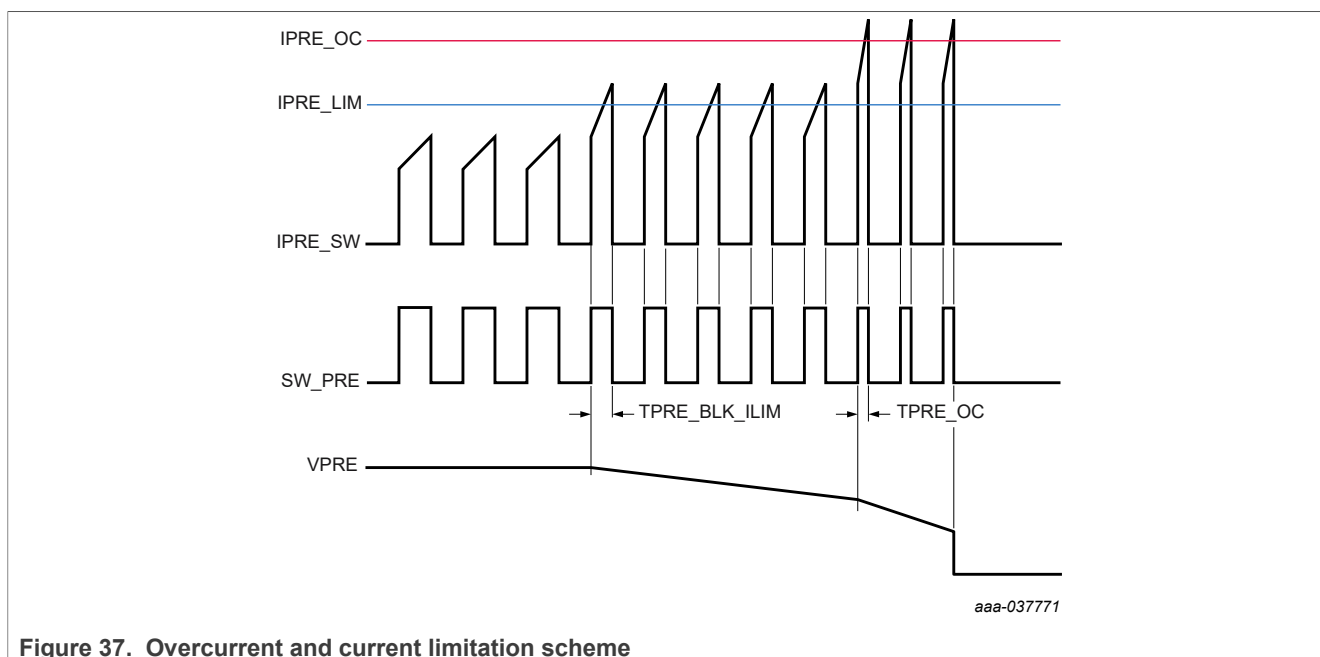 IPRE_OC
IPRE_LIM
IPRE_SW
SW_PRE
TPRE_BLK_ILIM
TPRE_OC
VPRE
aaa-037771
Figure 37. Overcurrent and current limitation scheme